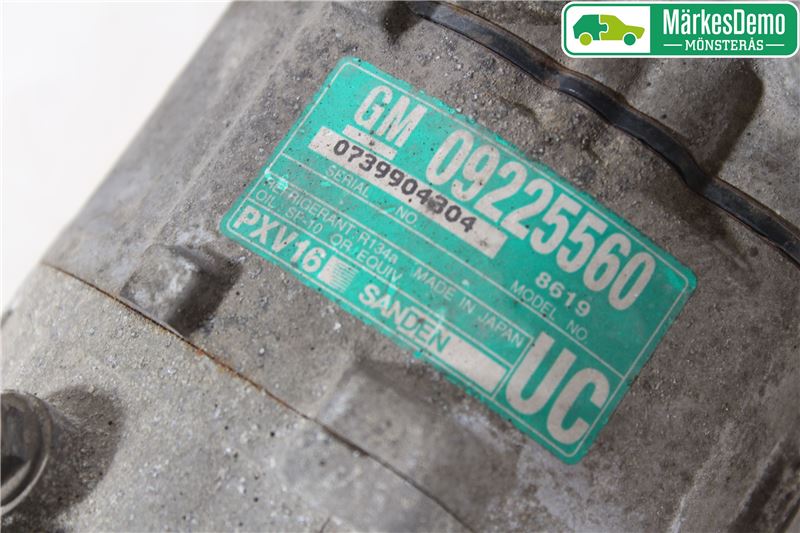 MärkesDemo
MÖNSTERÅS
GM 09225560
0739904304
SERIAL NO. 8619
MODEL NO.
REFRIGERANT R134a MADE IN JAPAN
OIL SP-10 OR EQUIV.
PXV16 SANDEN
UC